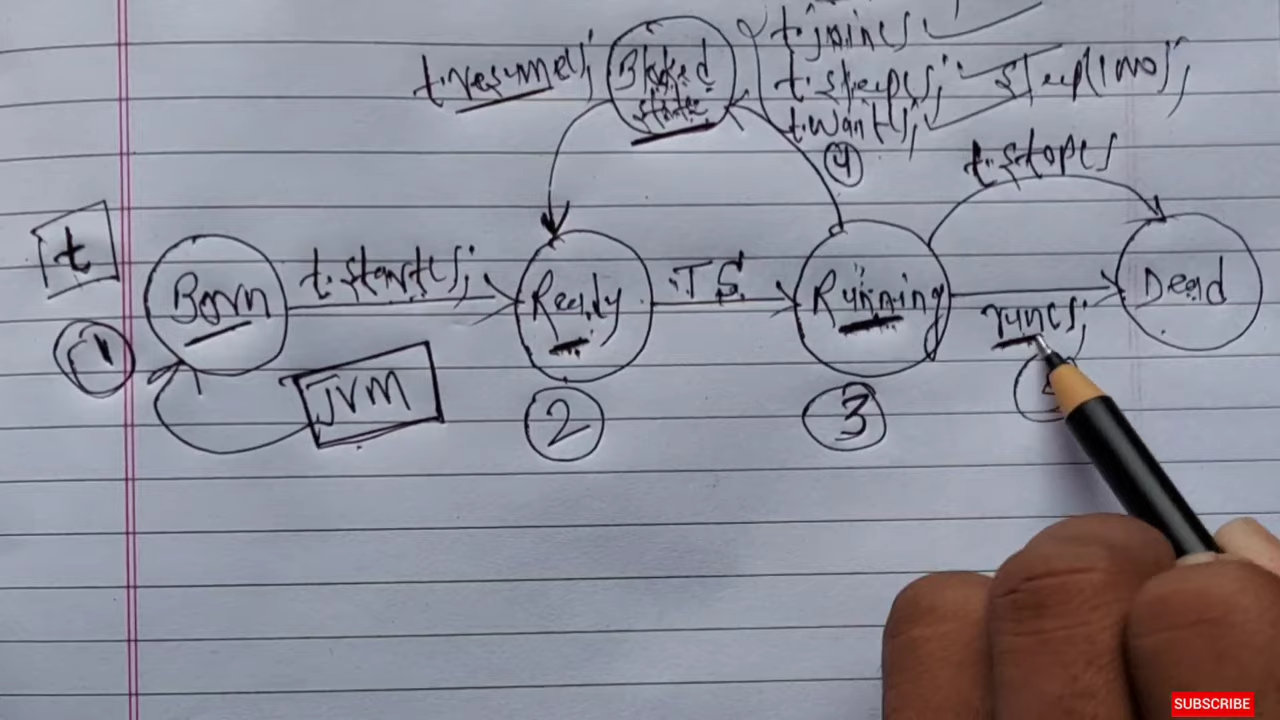 t.join();
t.resume(); Blocked t.sleep(); sleep(1000);
state t.wait();
4 t.stop()
t
Born t.start(); Ready T.S. Running Dead
run();
1 JVM
2 3
SUBSCRIBE